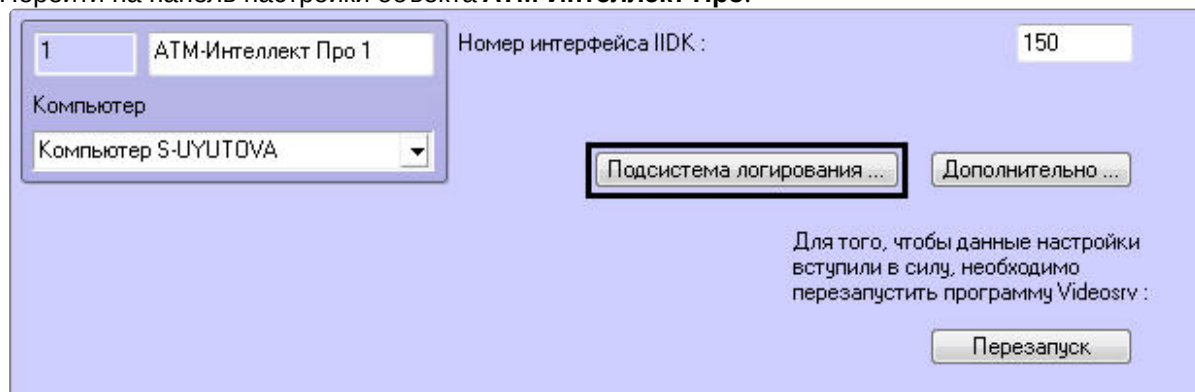 Перейти на панель настройки объекта АТМ-Интеллект Про.
1
АТМ-Интеллект Про 1
Номер интерфейса IIDK :
150
Компьютер
Компьютер S-UYUTOVA
Подсистема логирования ...
Дополнительно ...
Для того, чтобы данные настройки
вступили в силу, необходимо
перезапустить программу Videosrv :
Перезапуск